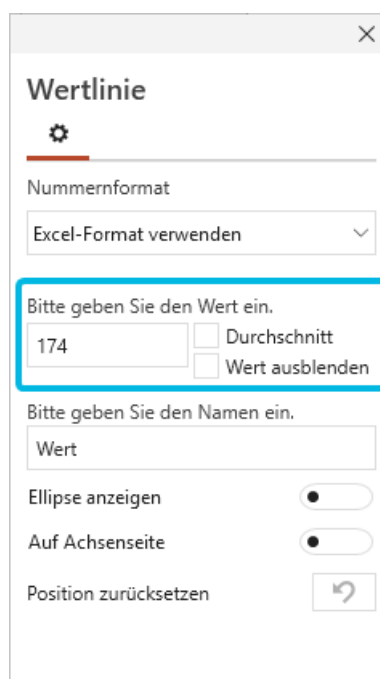 Wertlinie
Nummernformat
Excel-Format verwenden
Bitte geben Sie den Wert ein.
174
Durchschnitt
Wert ausblenden
Bitte geben Sie den Namen ein.
Wert
Ellipse anzeigen
Auf Achsenseite
Position zurücksetzen